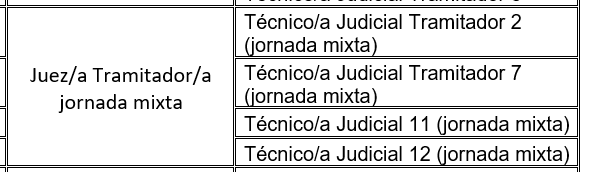 Técnico/a Judicial Tramitador 2
(jornada mixta)
Juez/a Tramitador/a
jornada mixta
Técnico/a Judicial Tramitador 7
(jornada mixta)
Técnico/a Judicial 11 (jornada mixta)
Técnico/a Judicial 12 (jornada mixta)